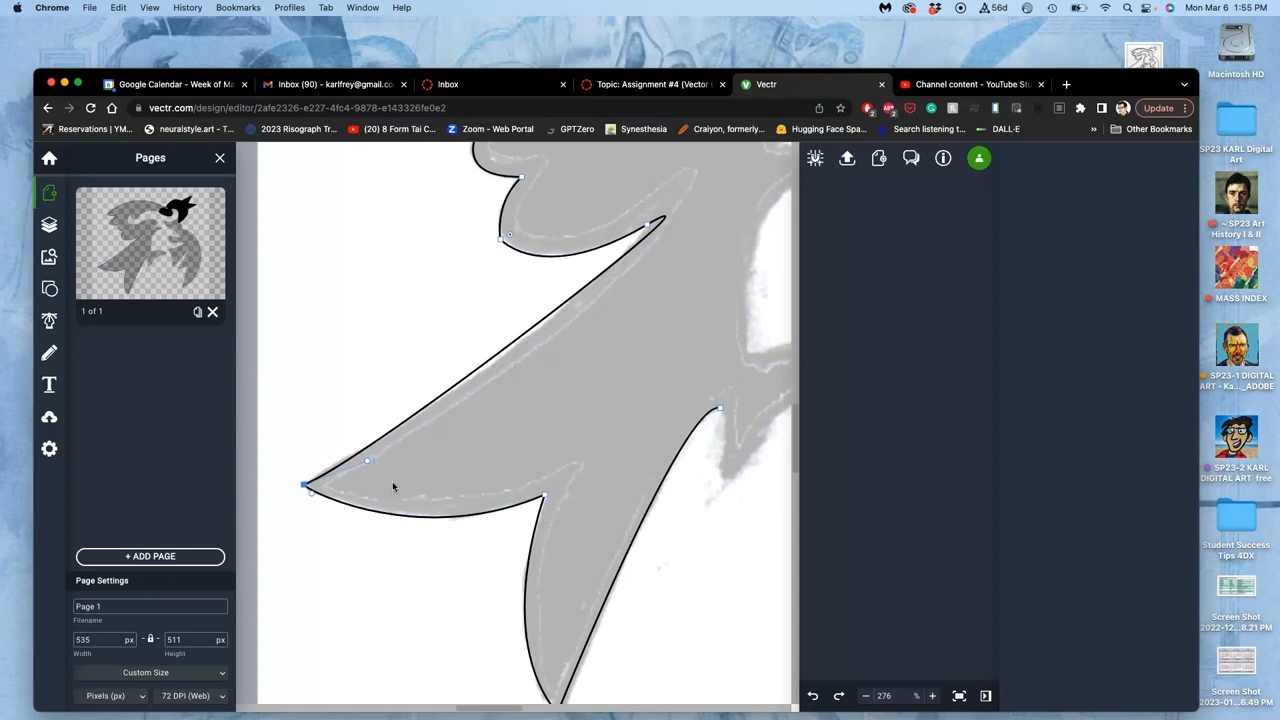 Chrome File Edit View History Bookmarks Profiles Tab Window Help 56d Mon Mar 6 1:55 PM
Google Calendar - Week of Ma Inbox (90) - karlfrey@gmail.co Inbox Topic: Assignment #4 (Vector Vectr Channel content - YouTube Stu
vectr.com/design/editor/2afe2326-e227-4fc4-9878-e143326fe0e2 Update
Reservations | YM... neuralstyle.art - T... 2023 Risograph Tr... (20) 8 Form Tai C... Zoom - Web Portal GPTZero Synesthesia Craiyon, formerly... Hugging Face Spa... Search listening t... DALL·E Other Bookmarks
Pages
1 of 1
+ ADD PAGE
Page Settings
Page 1
Filename
535 px 511 px
Width Height
Custom Size
Pixels (px) 72 DPI (Web)
276 %
Macintosh HD
SP23 KARL Digital
Art
~ SP23 Art
History I & II
MASS INDEX
SP23-1 DIGITAL
ART - Ka..._ADOBE
SP23-2 KARL
DIGITAL ART free
Student Success
Tips 4DX
Screen Shot
2022-12...8.21 PM
Screen Shot
2023-01...6.49 PM